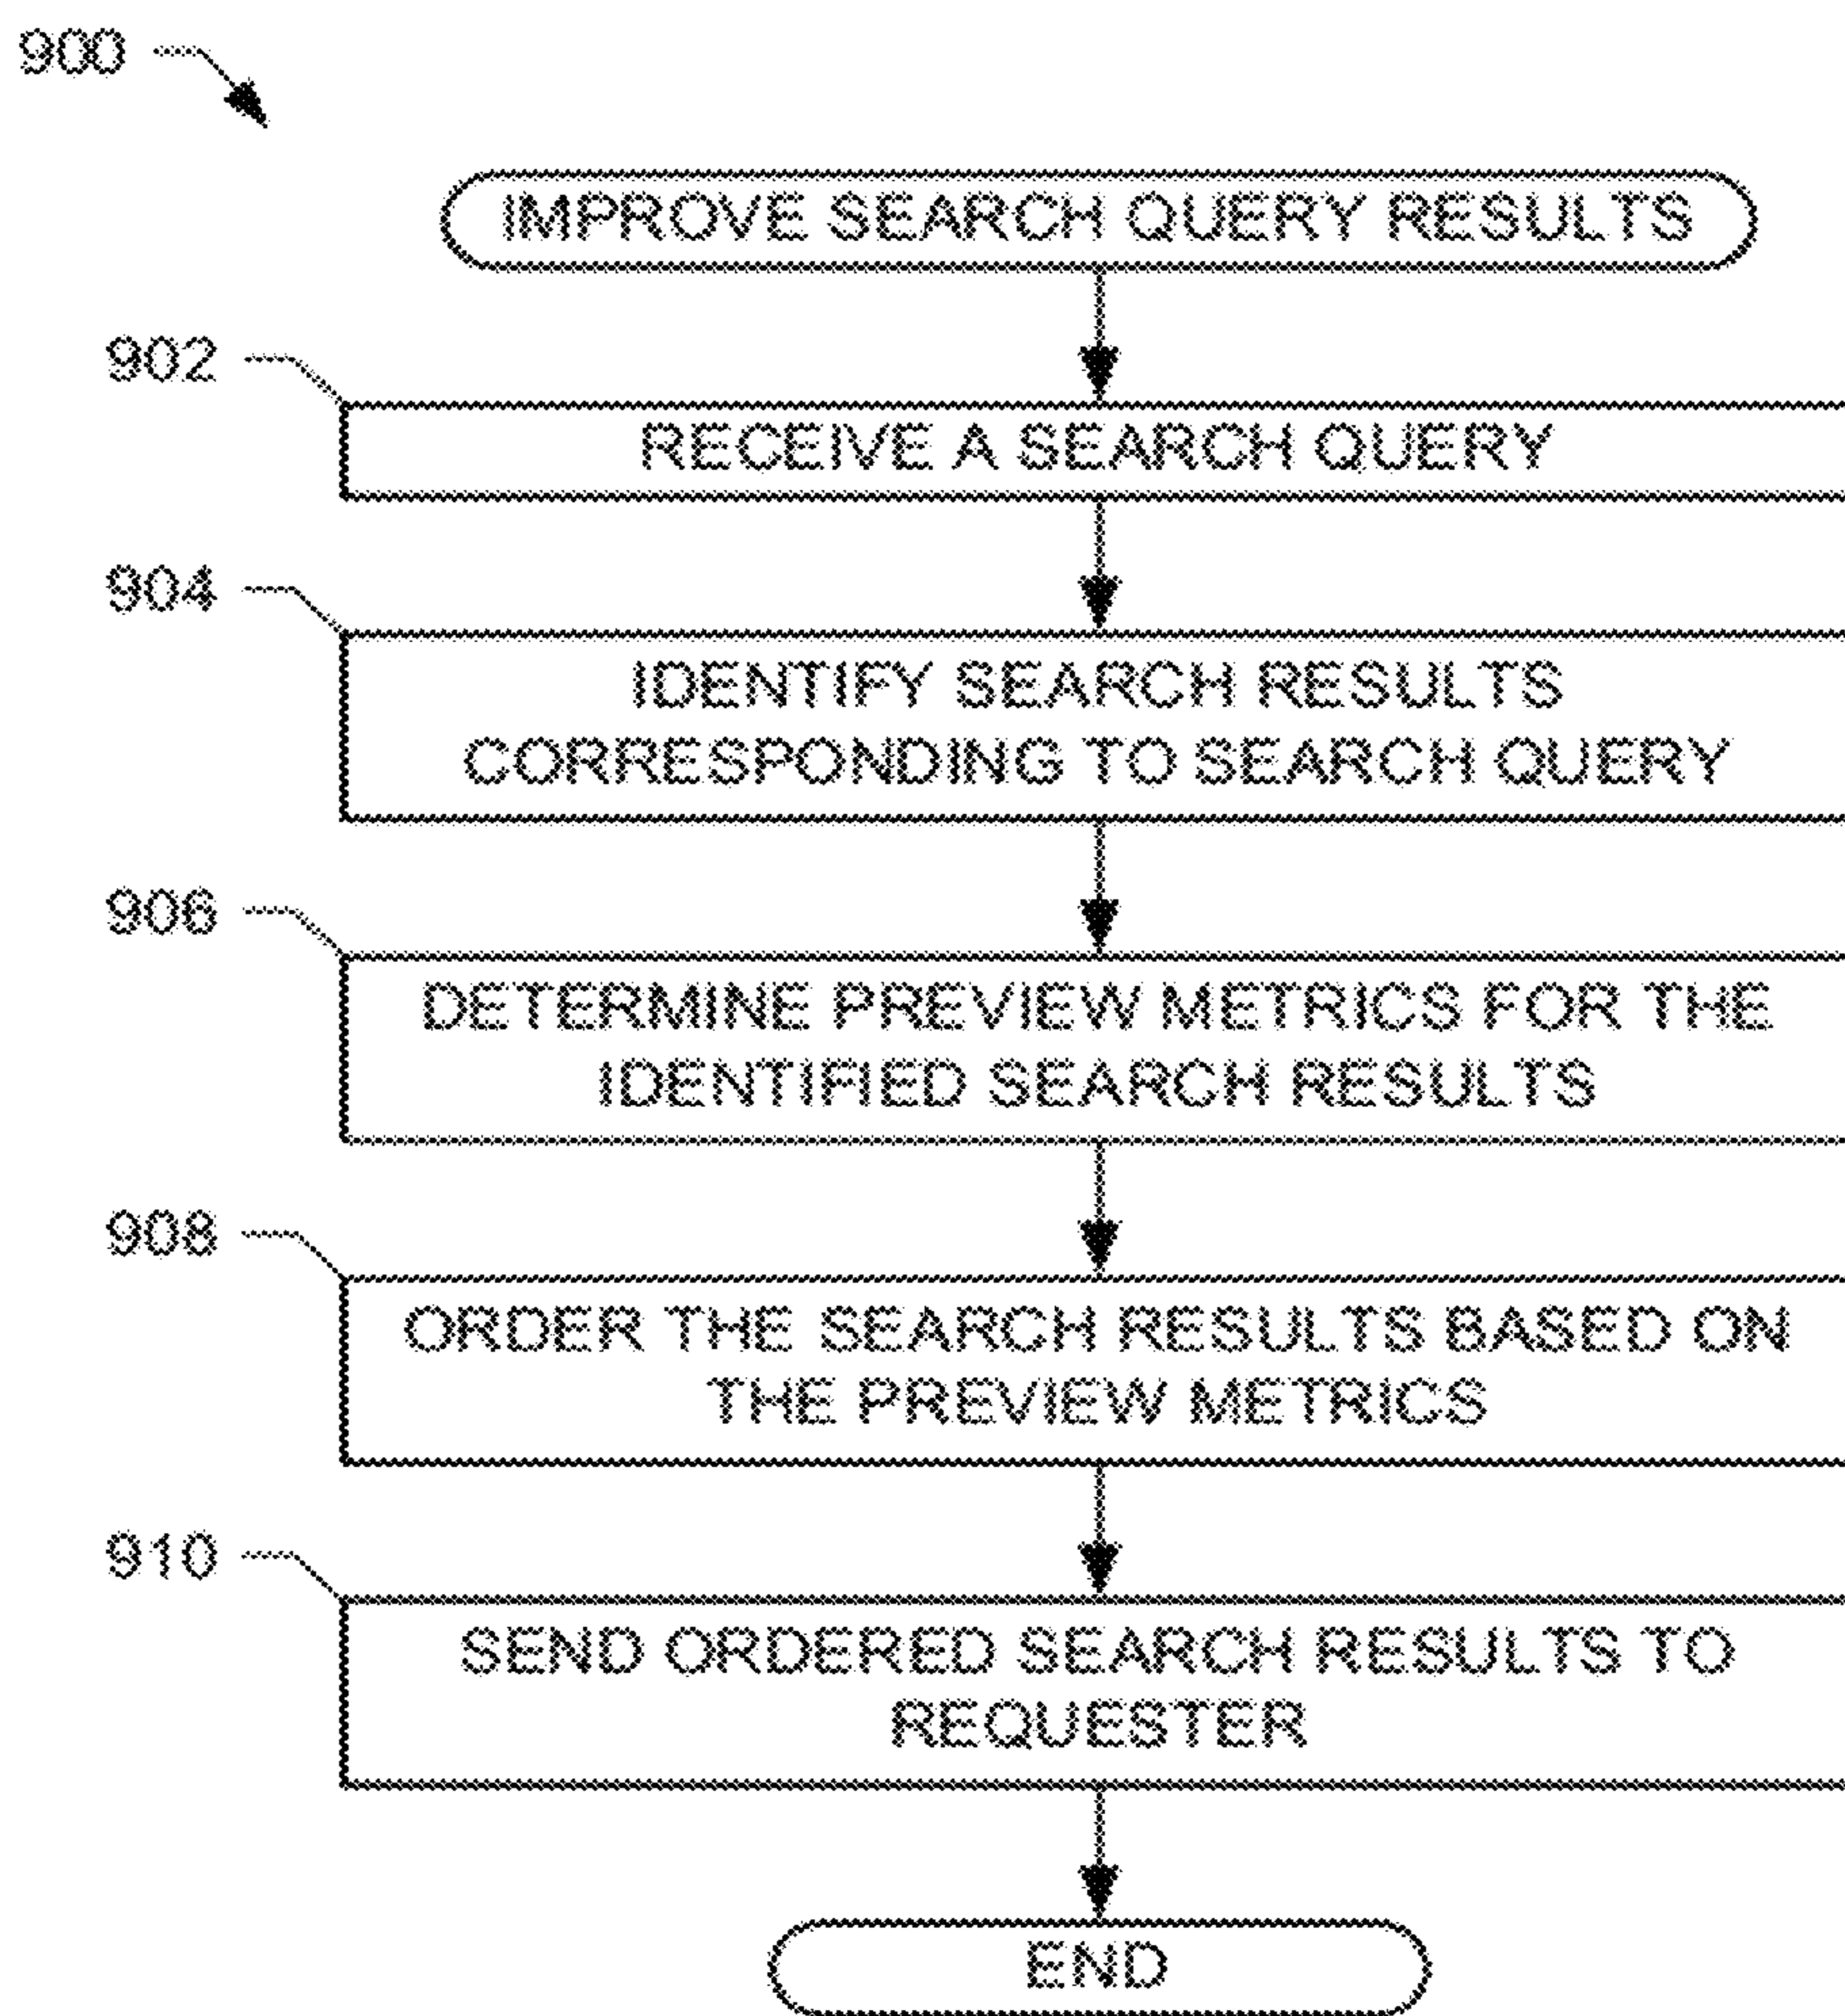 900
IMPROVE SEARCH QUERY RESULTS
902
RECEIVE A SEARCH QUERY
904
IDENTIFY SEARCH RESULTS
CORRESPONDING TO SEARCH QUERY
906
DETERMINE PREVIEW METRICS FOR THE
IDENTIFIED SEARCH RESULTS
908
ORDER THE SEARCH RESULTS BASED ON
THE PREVIEW METRICS
910
SEND ORDERED SEARCH RESULTS TO
REQUESTER
END